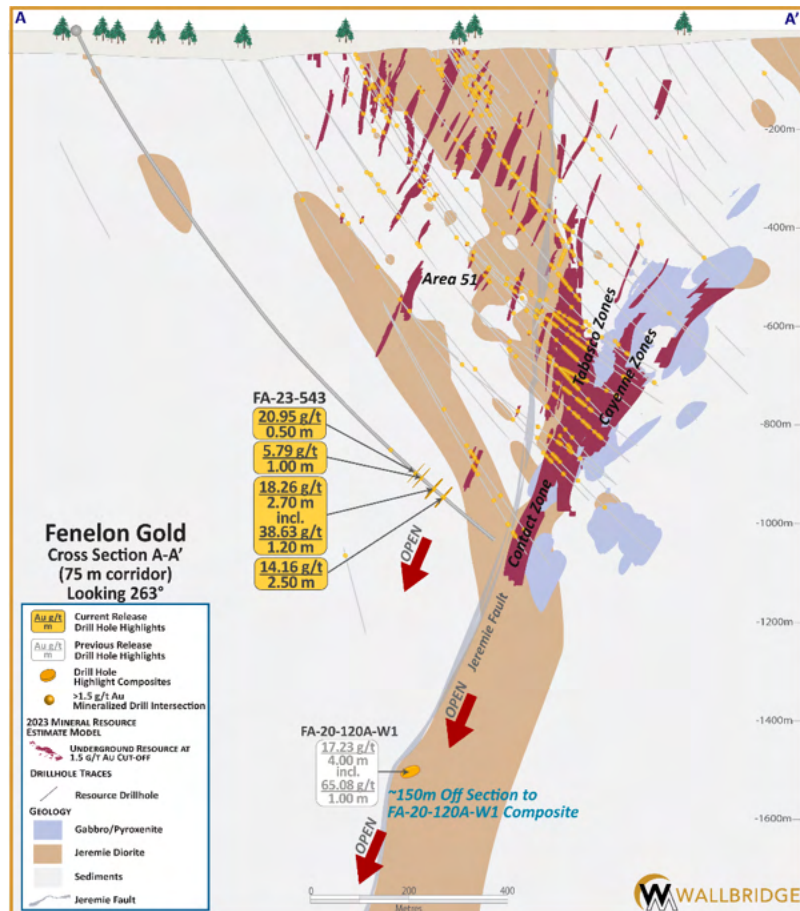 A
A'
-200m
-400m
Area 51
-600m
Tabasco Zones
Cayenne Zones
FA-23-543
20.95 g/t
0.50 m
5.79 g/t
1.00 m
-800m
18.26 g/t
2.70 m
incl.
38.63 g/t
1.20 m
14.16 g/t
2.50 m
Contact Zone
-1000m
OPEN
Fenelon Gold
Cross Section A-A'
(75 m corridor)
Looking 263°
Au g/t
m
Current Release
Drill Hole Highlights
Au g/t
m
Previous Release
Drill Hole Highlights
Drill Hole
Highlight Composites
>1.5 g/t Au
Mineralized Drill Intersection
2023 MINERAL RESOURCE
ESTIMATE MODEL
UNDERGROUND RESOURCE AT
1.5 G/T AU CUT-OFF
DRILLHOLE TRACES
Resource Drillhole
GEOLOGY
Gabbro/Pyroxenite
Jeremie Diorite
Sediments
Jeremie Fault
-1200m
Jeremie Fault
OPEN
-1400m
FA-20-120A-W1
17.23 g/t
4.00 m
incl.
65.08 g/t
1.00 m
~150m Off Section to
FA-20-120A-W1 Composite
OPEN
-1600m
0 200 400
Metres
WALLBRIDGE